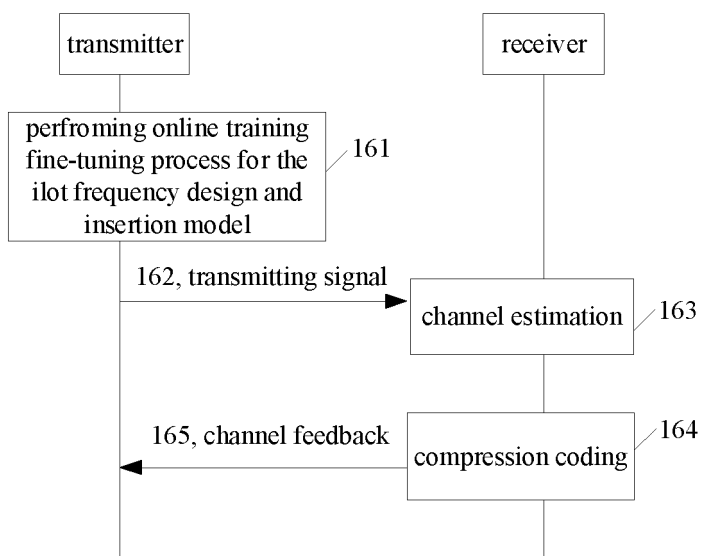 transmitter
receiver
perfroming online training
fine-tuning process for the
ilot frequency design and
insertion model
161
162, transmitting signal
channel estimation
163
165, channel feedback
compression coding
164